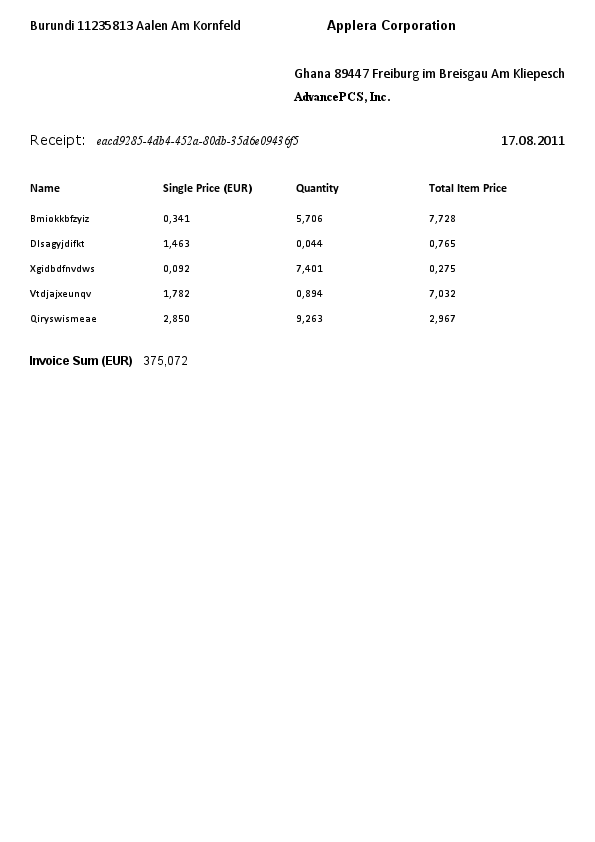 Burundi 11235813 Aalen Am Kornfeld Applera Corporation
Ghana 89447 Freiburg im Breisgau Am Kliepesch
AdvancePCS, Inc.
Receipt: eacd9285-4db4-452a-80db-35d6e09436f5 17.08.2011
Name Single Price (EUR) Quantity Total Item Price
Bmiokkbfzyiz 0,341 5,706 7,728
Dlsagyjdifkt 1,463 0,044 0,765
Xgidbdfnvdws 0,092 7,401 0,275
Vtdjajxeunqv 1,782 0,894 7,032
Qiryswismeae 2,850 9,263 2,967
Invoice Sum (EUR) 375,072